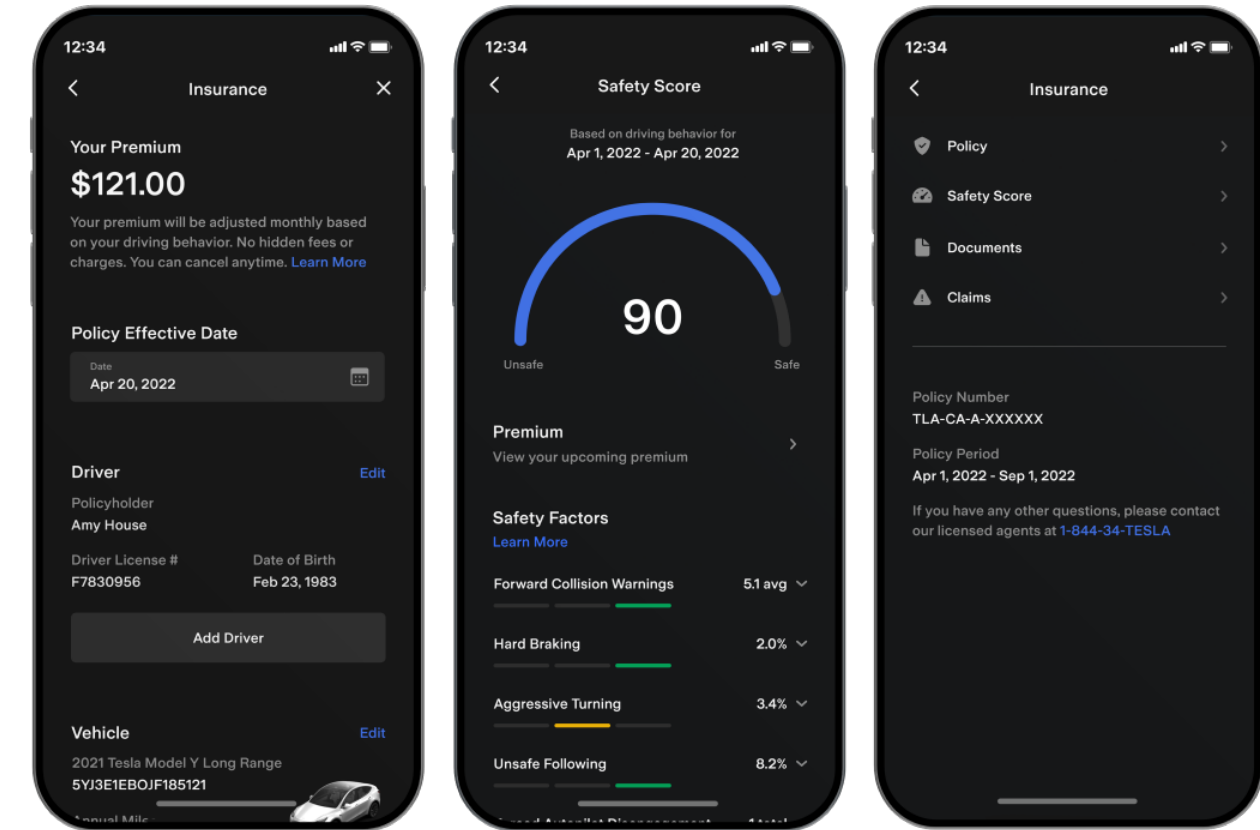 12:34
Insurance
Your Premium
$121.00
Your premium will be adjusted monthly based
on your driving behavior. No hidden fees or
charges. You can cancel anytime. Learn More
Policy Effective Date
Date
Apr 20, 2022
Driver
Edit
Policyholder
Amy House
Driver License #
Date of Birth
F7830956
Feb 23, 1983
Add Driver
Vehicle
Edit
2021 Tesla Model Y Long Range
5YJ3E1EBOJF185121
Annual Mile
12:34
Safety Score
Based on driving behavior for
Apr 1, 2022 - Apr 20, 2022
90
Unsafe
Safe
Premium
View your upcoming premium
Safety Factors
Learn More
Forward Collision Warnings
5.1 avg
Hard Braking
2.0%
Aggressive Turning
3.4%
Unsafe Following
8.2%
Autopilot Disengagement
1 total
12:34
Insurance
Policy
Safety Score
Documents
Claims
Policy Number
TLA-CA-A-XXXXXX
Policy Period
Apr 1, 2022 - Sep 1, 2022
If you have any other questions, please contact
our licensed agents at 1-844-34-TESLA